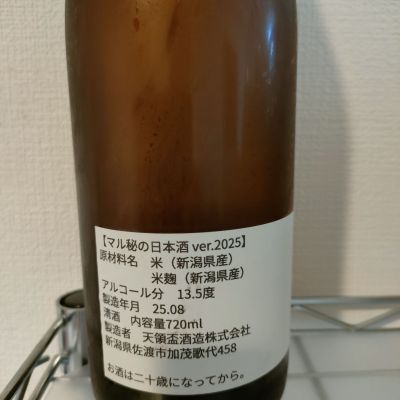 【マル秘の日本酒 ver.2025】
原材料名 米（新潟県産）
米麹（新潟県産）
アルコール分 13.5度
製造年月 25.08
清酒 内容量720ml
製造者 天領盃酒造株式会社
新潟県佐渡市加茂歌代458
お酒は二十歳になってから。